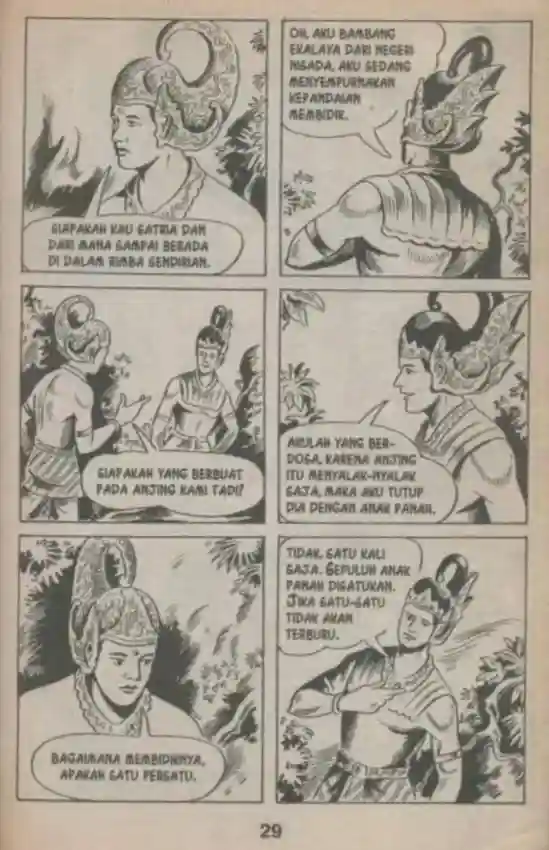 SIAPAKAH KAU SATRIA DAN
DARI MANA SAMPAI BERADA
DI DALAM RIMBA SENDIRIAN.
OH, AKU BAMBANG
EKALAYA DARI NEGERI
NISADA, AKU SEDANG
MENYEMPURNAKAN
KEPANDAIAN
MEMBIDIK.
SIAPAKAH YANG BERBUAT
PADA ANJING KAMI TADI?
AKULAH YANG BER-
DOSA, KARENA ANJING
ITU MENYALAK-NYALAK
SAJA, MAKA AKU TUTUP
DIA DENGAN ANAK PANAH.
BAGAIMANA MEMBIDIKNYA,
APAKAH SATU PERSATU.
TIDAK, SATU KALI
SAJA. SEPULUH ANAK
PANAH DISATUKAN.
JIKA SATU-SATU
TIDAK AKAN
TERBURU.
29